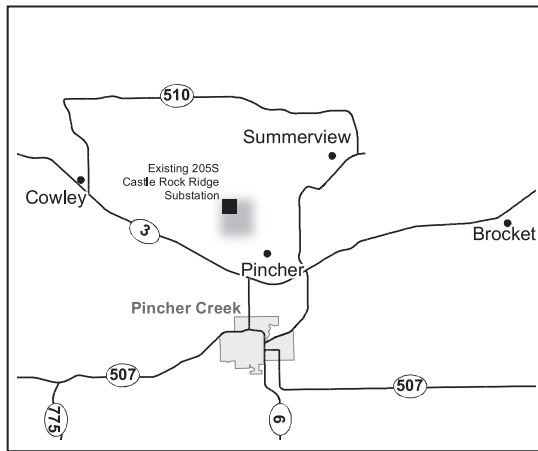 510
Summerview
Existing 205S
Castle Rock Ridge
Substation
Cowley
3
Brocket
Pincher
Pincher Creek
507
507
775
6